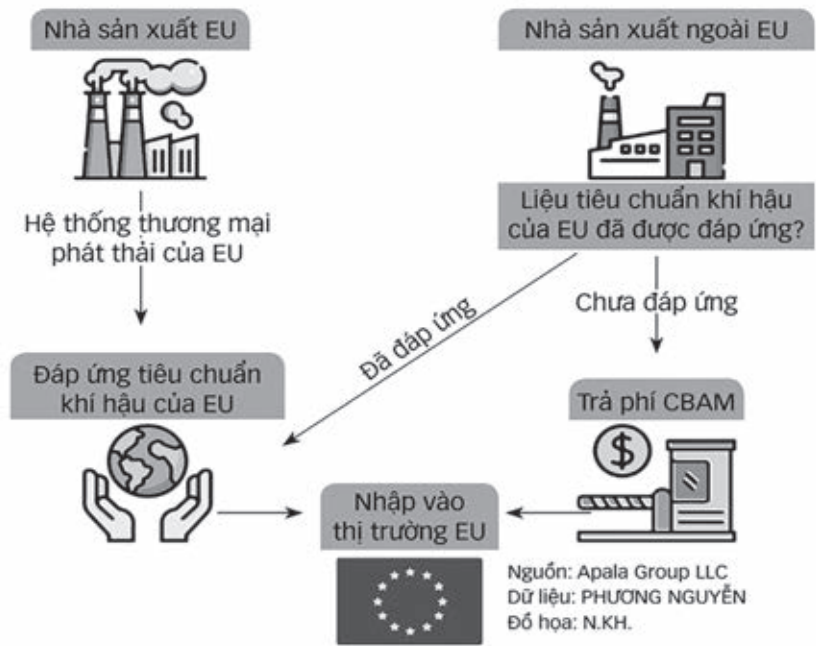 Nhà sản xuất EU
Nhà sản xuất ngoài EU
Hệ thống thương mại
phát thải của EU
Liệu tiêu chuẩn khí hậu
của EU đã được đáp ứng?
Đã đáp ứng
Chưa đáp ứng
Đáp ứng tiêu chuẩn
khí hậu của EU
Trả phí CBAM
$
Nhập vào
thị trường EU
Nguồn: Apala Group LLC
Dữ liệu: PHƯƠNG NGUYỄN
Đồ họa: N.KH.